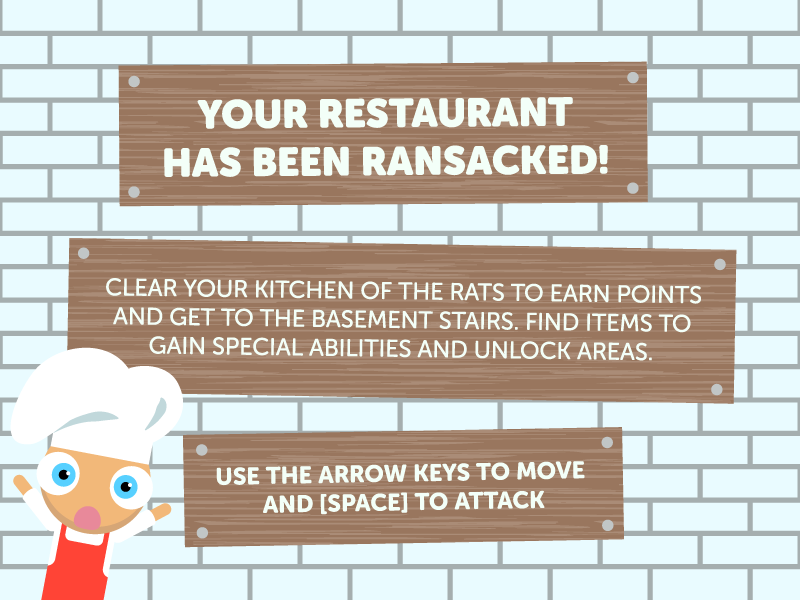 YOUR RESTAURANT
HAS BEEN RANSACKED!
CLEAR YOUR KITCHEN OF THE RATS TO EARN POINTS
AND GET TO THE BASEMENT STAIRS. FIND ITEMS TO
GAIN SPECIAL ABILITIES AND UNLOCK AREAS.
USE THE ARROW KEYS TO MOVE
AND [SPACE] TO ATTACK